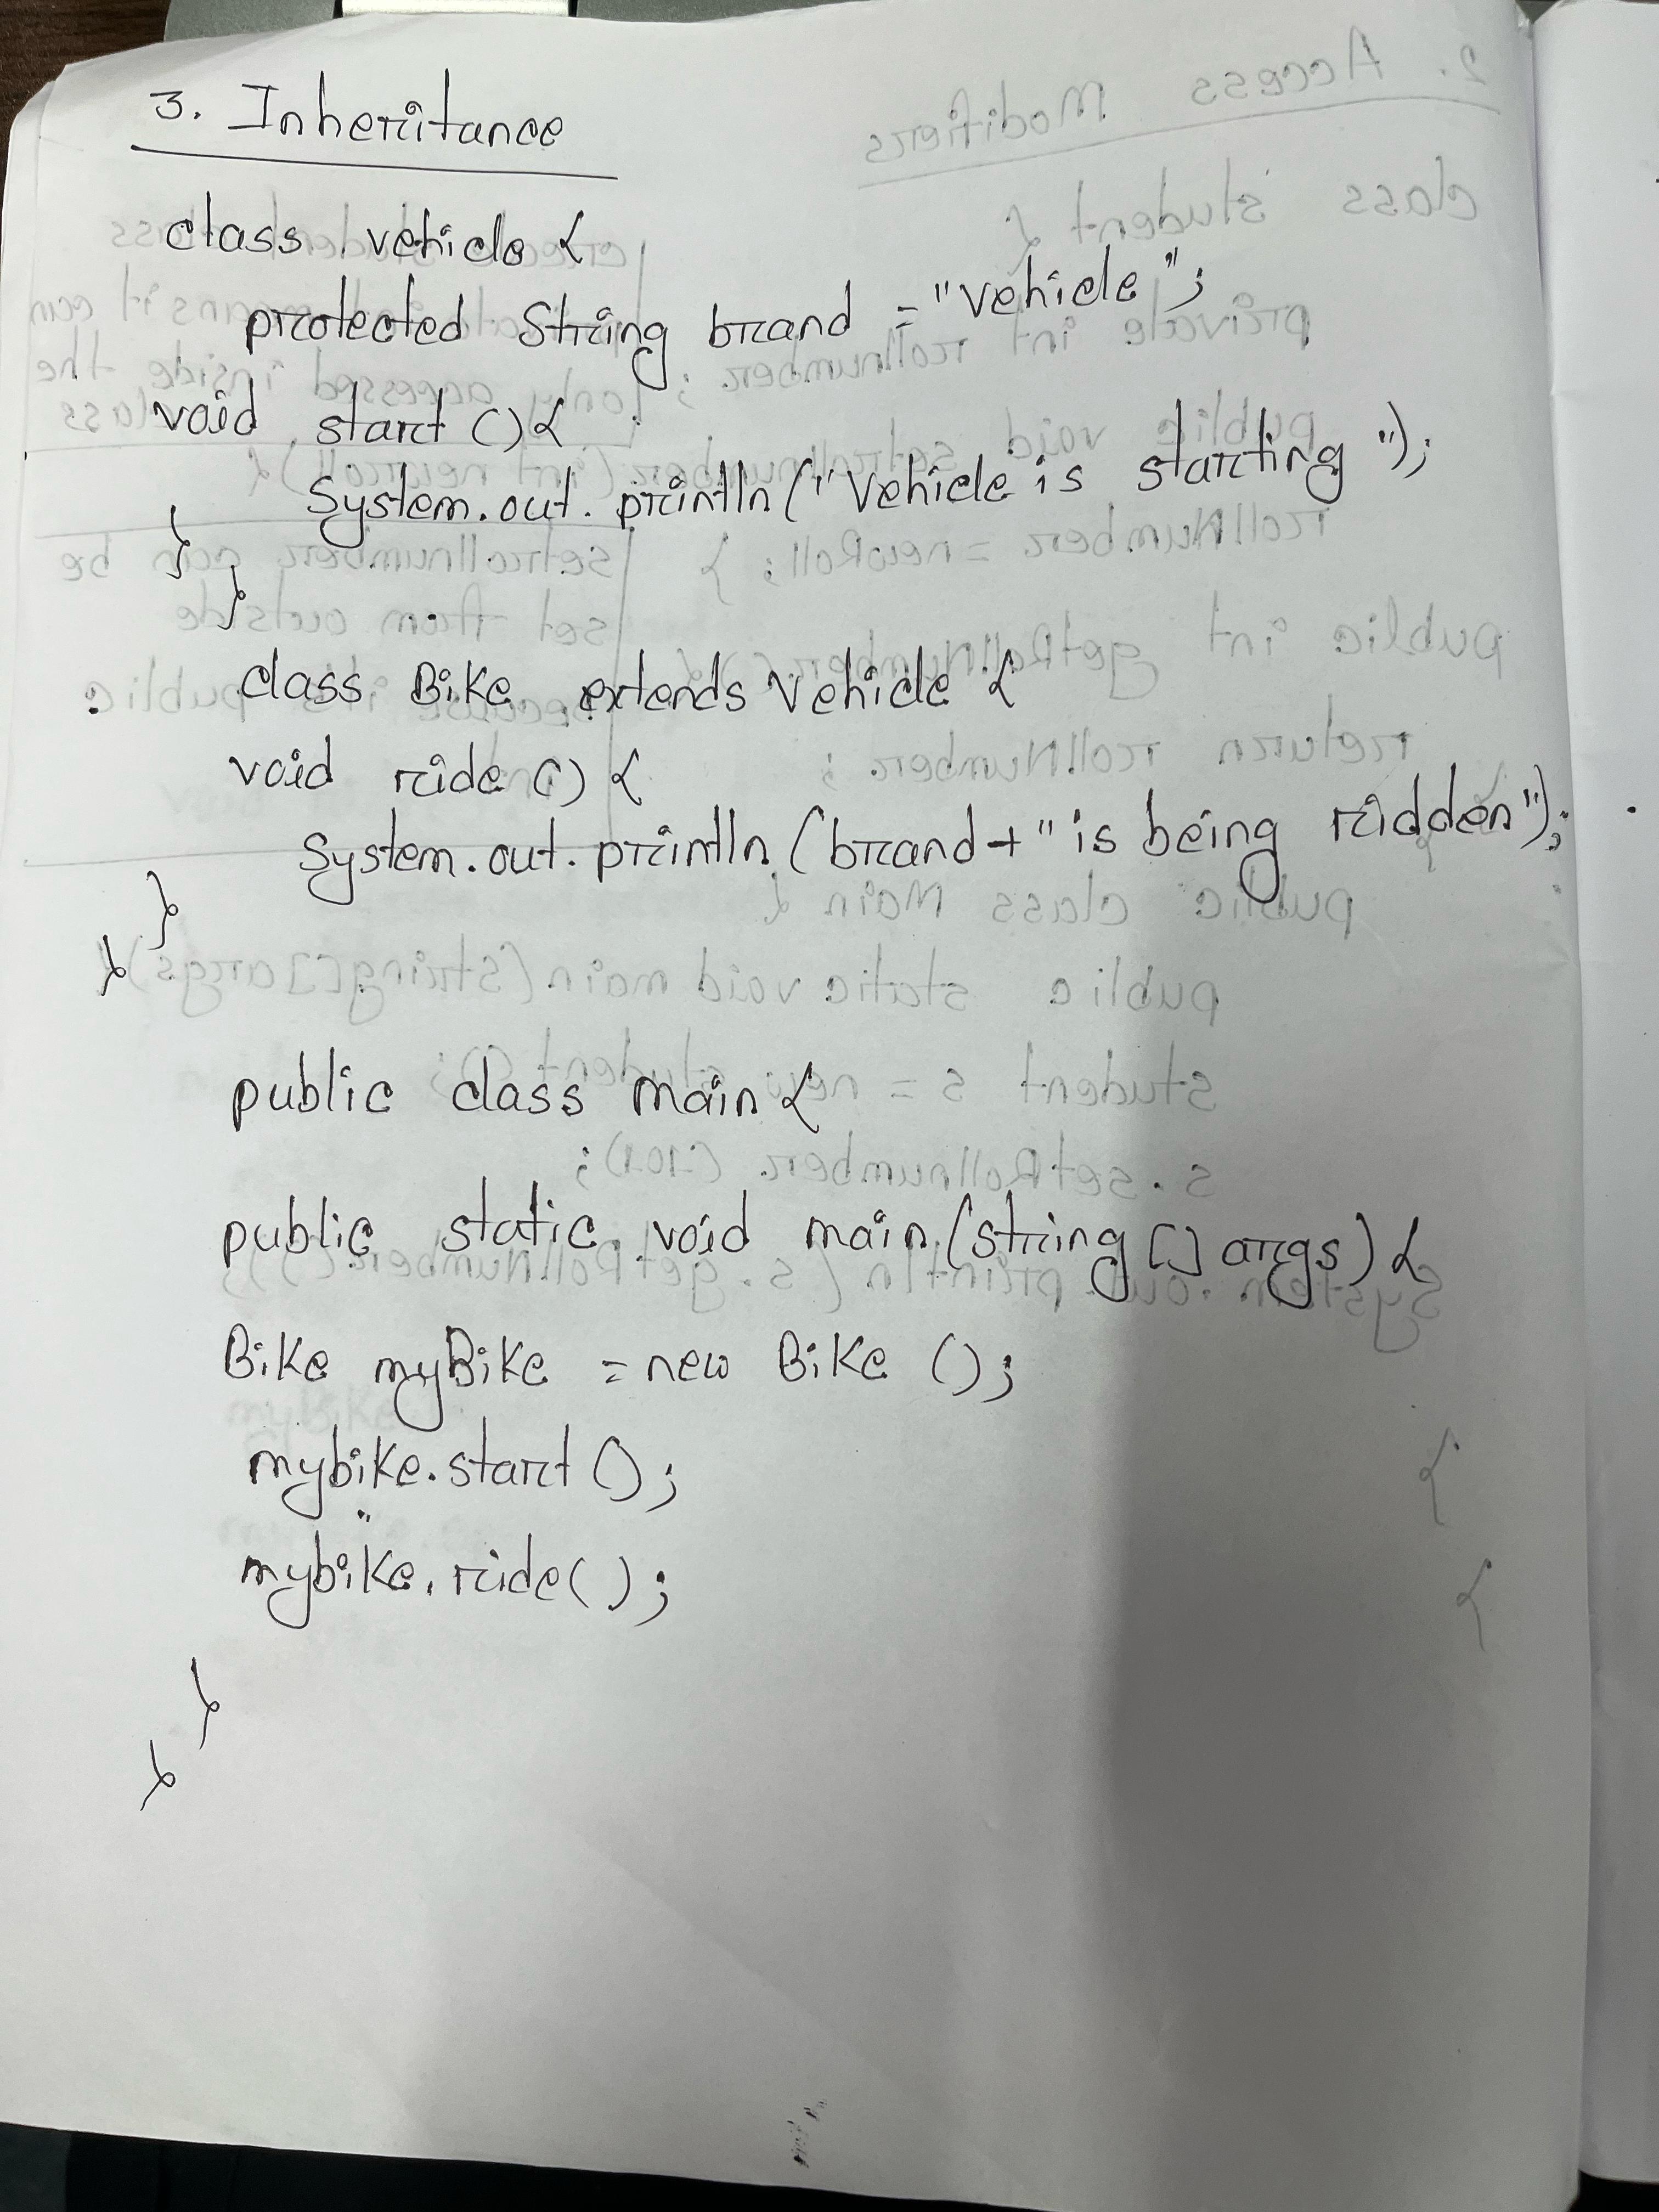 3. Inheritance
class vehicle {
protected String brand = "vehicle";
void start () {
System.out.println("Vehicle is starting");
}
}
class Bike extends Vehicle {
void ride () {
System.out.println(brand+" is being ridden");
}
}
public class main {
public static void main(string[] args) {
Bike myBike = new Bike ();
mybike.start ();
mybike.ride();
}
}